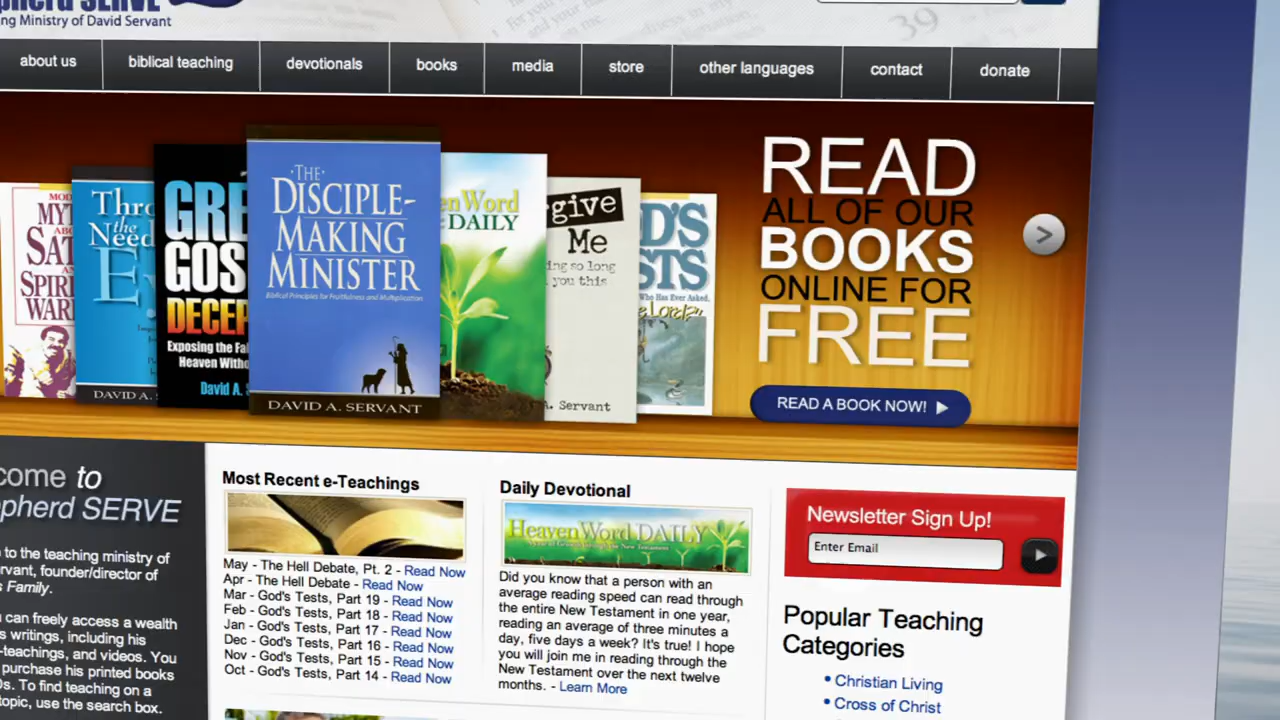 ing Ministry of David Servant
39
about us
biblical teaching
devotionals
books
media
store
other languages
contact
donate
THE
DISCIPLE-
MAKING
MINISTER
Biblical Principles for Fruitfulness and Multiplication
DAVID A. SERVANT
GRE
GOS
DECEP
Exposing the Fal
Heaven Witho
David A. S
Thro
the
Need
E
DAVID A.
MY
SAT
SPIRI
WAR
en Word
DAILY
give
Me
ing so long
you this
A. Servant
D'S
STS
Who Has Ever Asked,
READ
ALL OF OUR
BOOKS
ONLINE FOR
FREE
READ A BOOK NOW!
come to
epherd SERVE
to the teaching ministry of
rvant, founder/director of
s Family.
can freely access a wealth
s writings, including his
-teachings, and videos. You
purchase his printed books
Ds. To find teaching on a
topic, use the search box.
Most Recent e-Teachings
May - The Hell Debate, Pt. 2 - Read Now
Apr - The Hell Debate - Read Now
Mar - God's Tests, Part 19 - Read Now
Feb - God's Tests, Part 18 - Read Now
Jan - God's Tests, Part 17 - Read Now
Dec - God's Tests, Part 16 - Read Now
Nov - God's Tests, Part 15 - Read Now
Oct - God's Tests, Part 14 - Read Now
Daily Devotional
HeavenWord DAILY
Did you know that a person with an
average reading speed can read through
the entire New Testament in one year,
reading an average of three minutes a
day, five days a week? It's true! I hope
you will join me in reading through the
New Testament over the next twelve
months. - Learn More
Newsletter Sign Up!
Enter Email
Popular Teaching
Categories
• Christian Living
• Cross of Christ